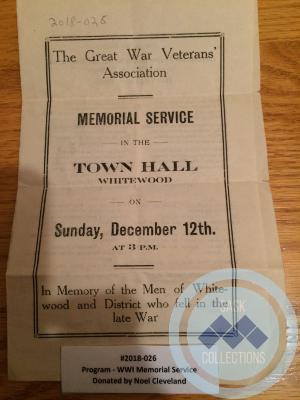 2018-026
The Great War Veterans'
Association
MEMORIAL SERVICE
IN THE
TOWN HALL
WHITEWOOD
ON
Sunday, December 12th.
AT 3 P.M.
In Memory of the Men of White-
wood and District who fell in the
late War
SASK
COLLECTIONS
#2018-026
Program - WWI Memorial Service
Donated by Noel Cleveland